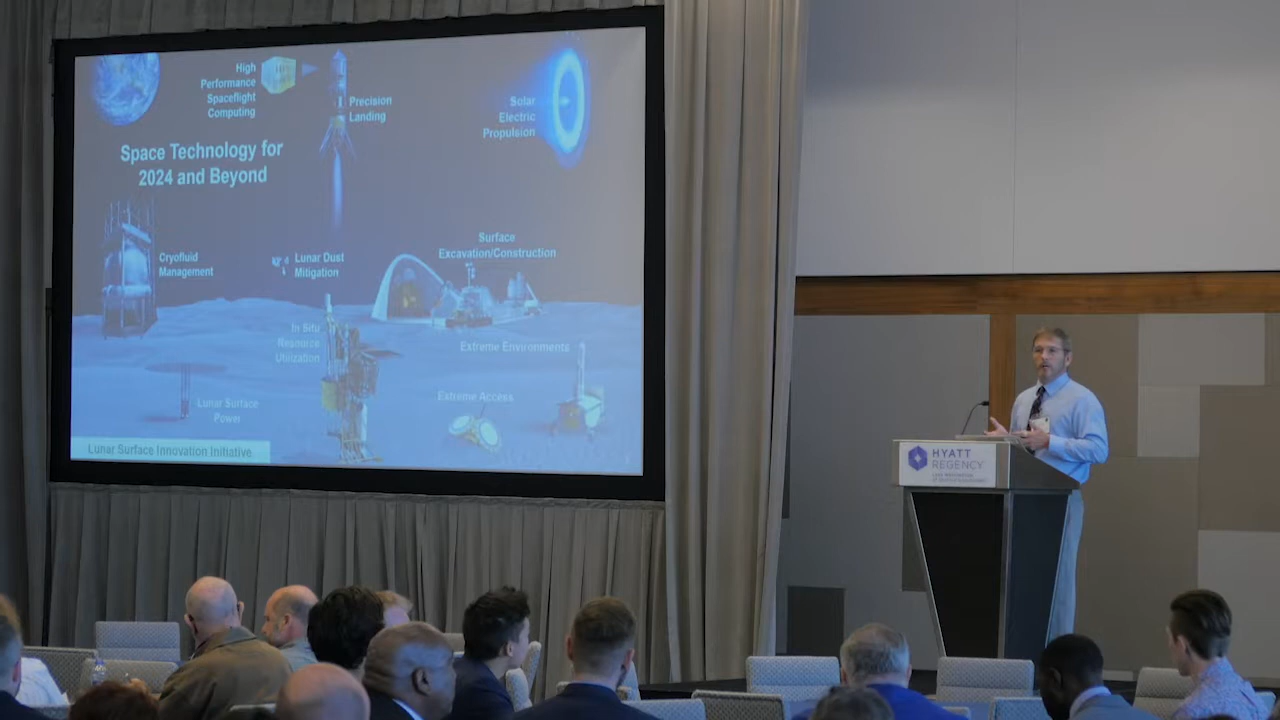 High
Performance
Spaceflight
Computing
Precision
Landing
Solar
Electric
Propulsion
Space Technology for
2024 and Beyond
Cryofluid
Management
Lunar Dust
Mitigation
Surface
Excavation/Construction
In Situ
Resource
Utilization
Extreme Environments
Lunar Surface
Power
Extreme Access
Lunar Surface Innovation Initiative
HYATT
REGENCY